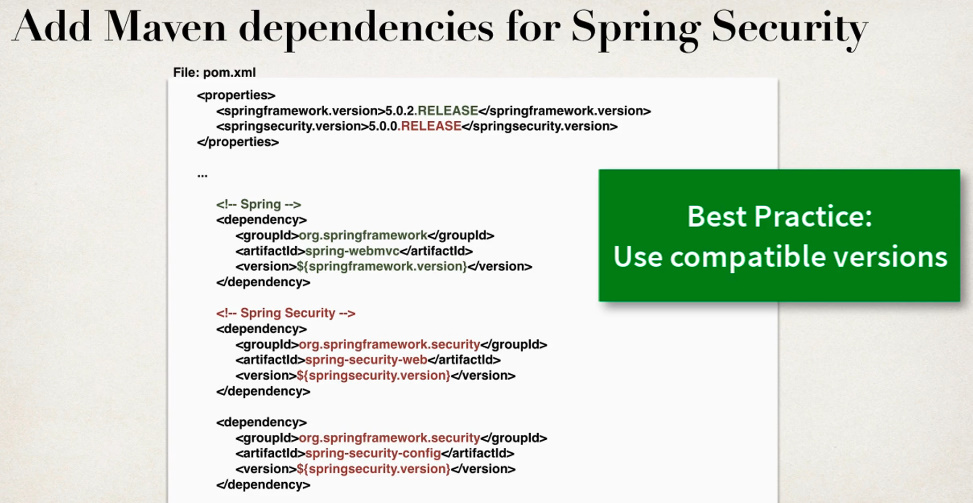 Add Maven dependencies for Spring Security
File: pom.xml
<properties>
<springframework.version>5.0.2.RELEASE</springframework.version>
<springsecurity.version>5.0.0.RELEASE</springsecurity.version>
</properties>
...
Best Practice:
Use compatible versions
<!-- Spring -->
<dependency>
<groupId>org.springframework</groupId>
<artifactId>spring-webmvc</artifactId>
<version>${springframework.version}</version>
</dependency>
<!-- Spring Security -->
<dependency>
<groupId>org.springframework.security</groupId>
<artifactId>spring-security-web</artifactId>
<version>${springsecurity.version}</version>
</dependency>
<dependency>
<groupId>org.springframework.security</groupId>
<artifactId>spring-security-config</artifactId>
<version>${springsecurity.version}</version>
</dependency>